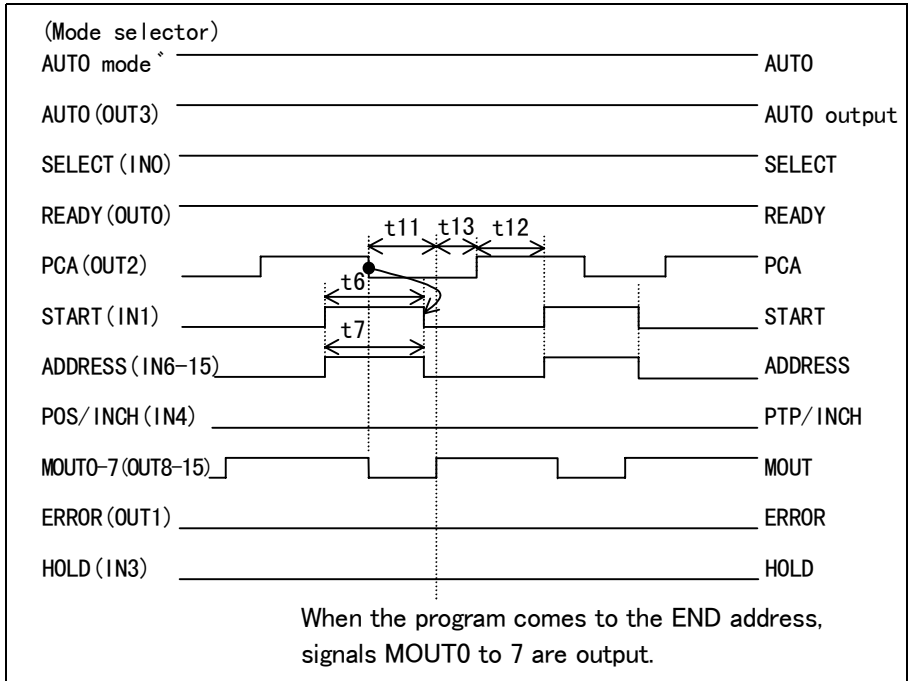 (Mode selector)
AUTO mode゛ AUTO
AUTO(OUT3) AUTO output
SELECT(IN0) SELECT
READY(OUT0) READY
t11 t13 t12
PCA(OUT2) PCA
t6
START(IN1) START
t7
ADDRESS(IN6-15) ADDRESS
POS/INCH(IN4) PTP/INCH
MOUT0-7(OUT8-15) MOUT
ERROR(OUT1) ERROR
HOLD(IN3) HOLD
When the program comes to the END address,
signals MOUT0 to 7 are output.